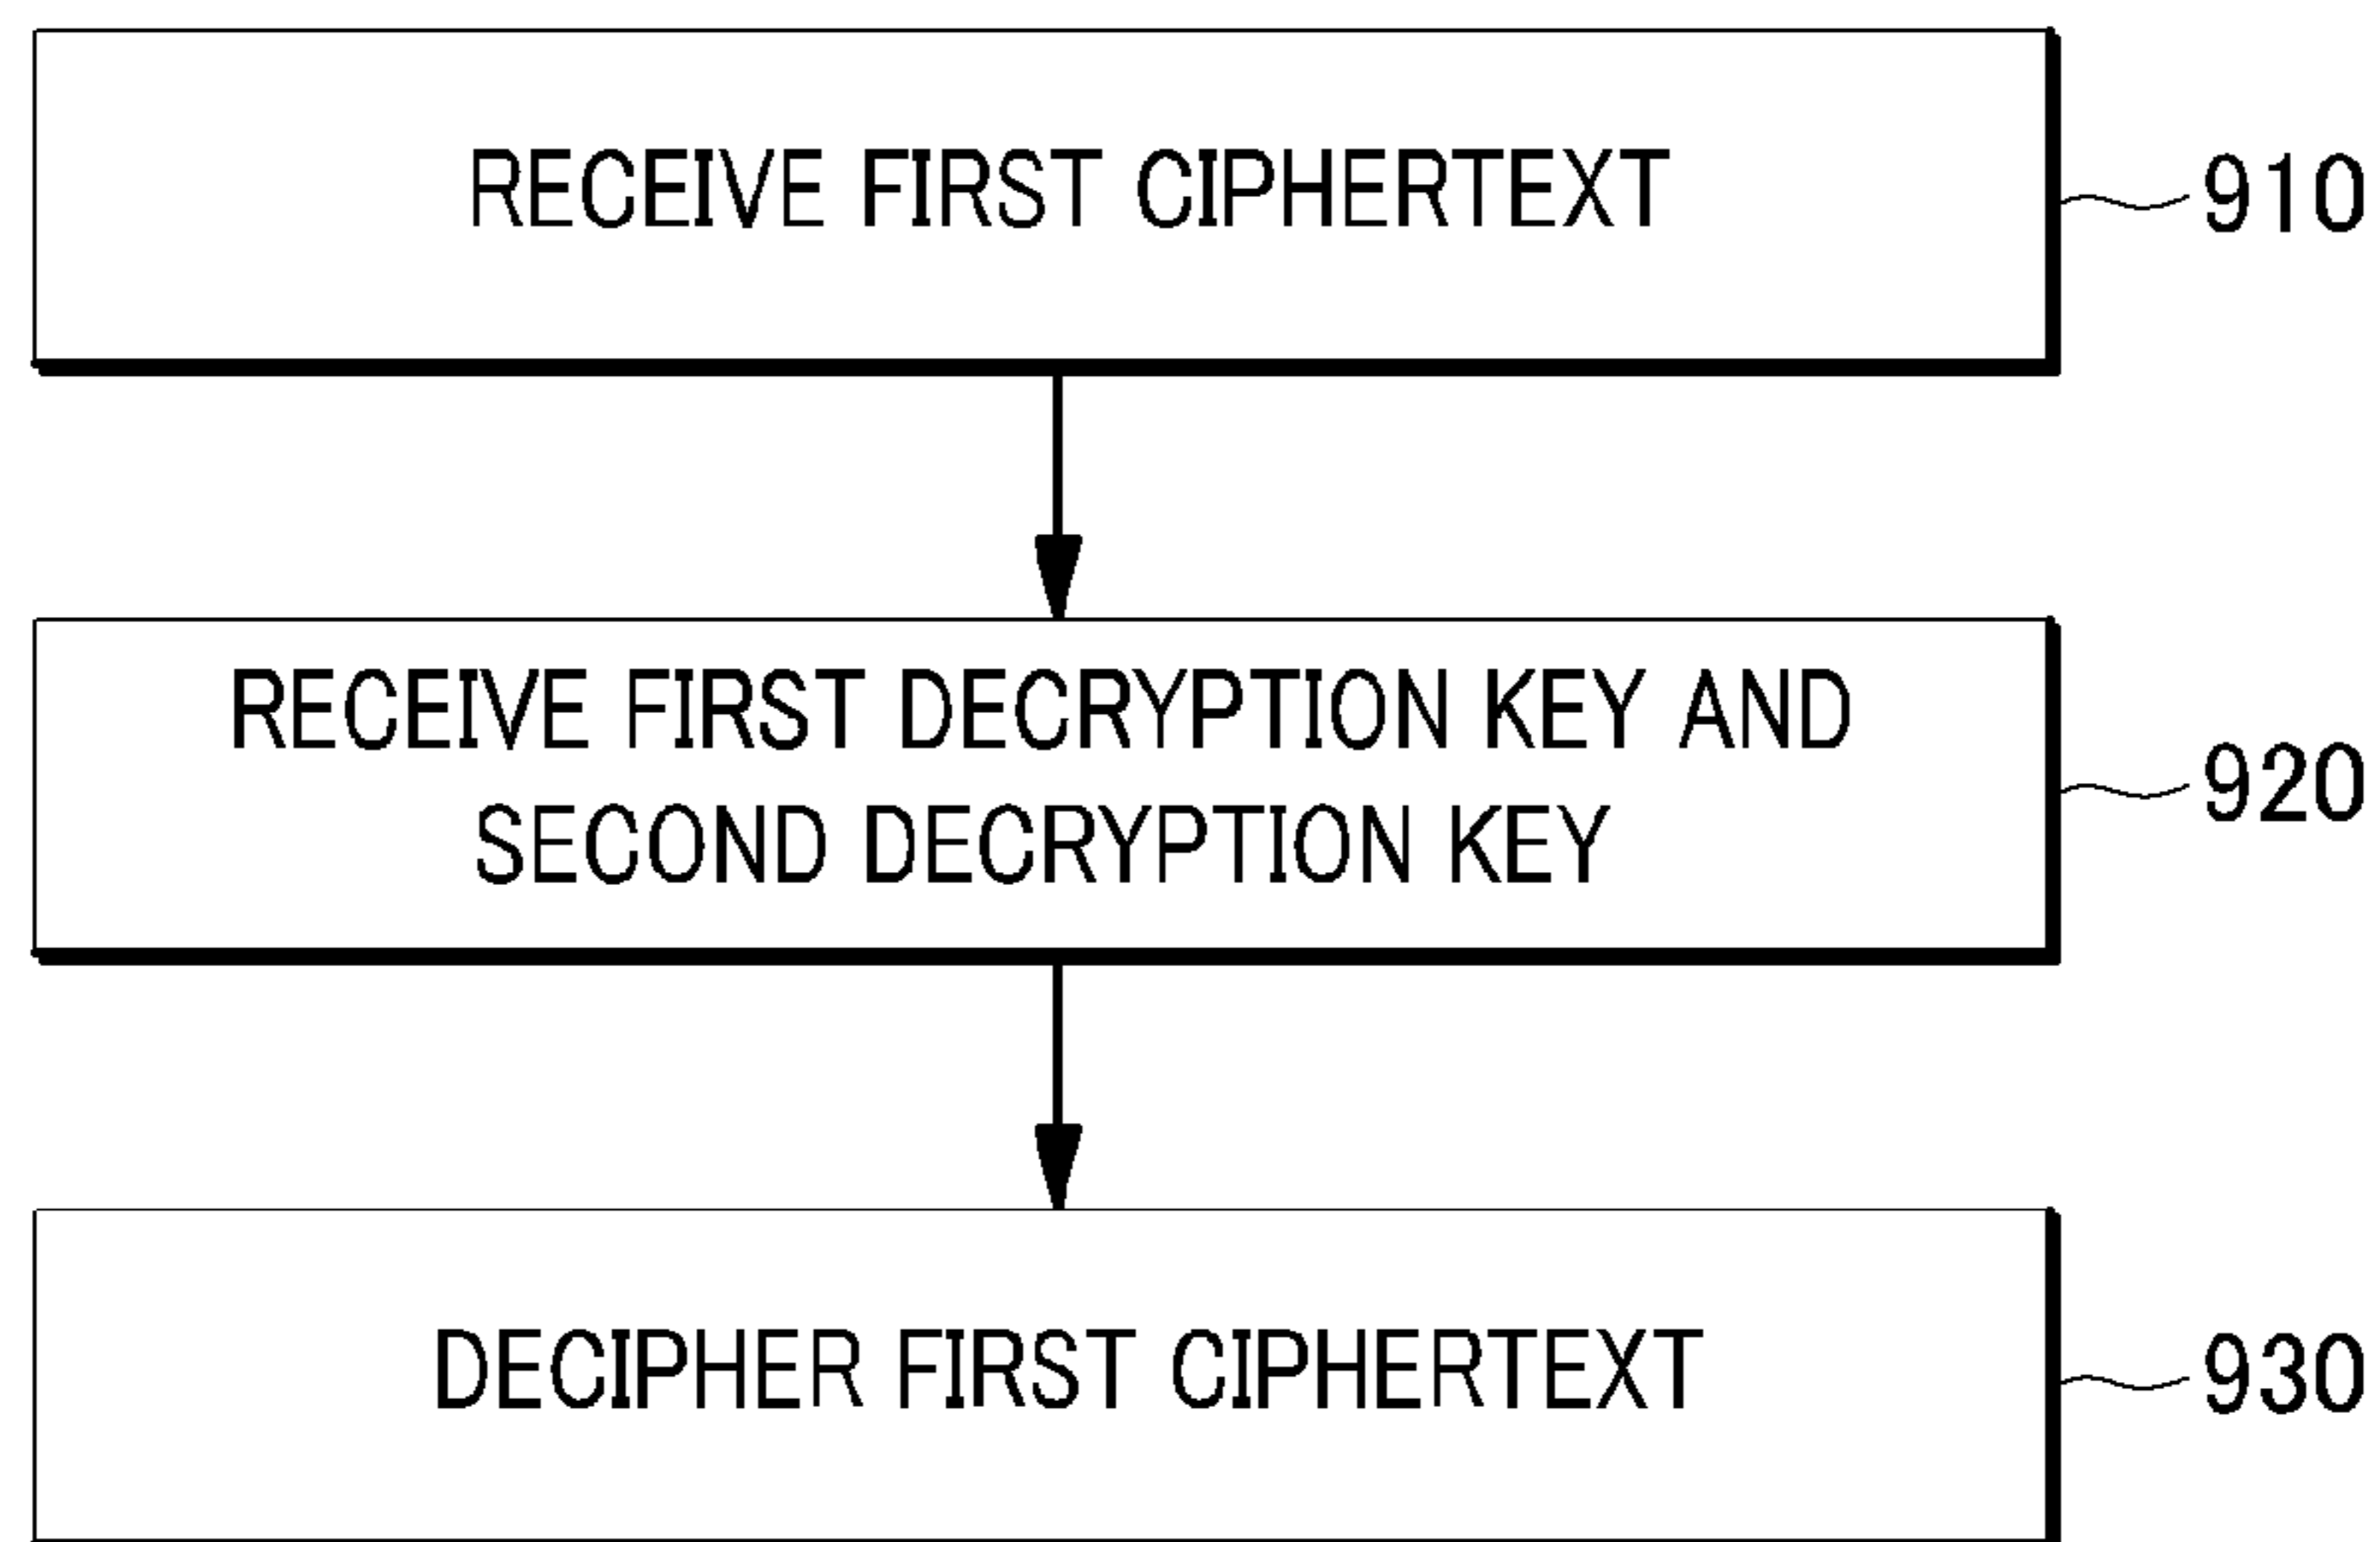 RECEIVE FIRST CIPHERTEXT
910
RECEIVE FIRST DECRYPTION KEY AND
SECOND DECRYPTION KEY
920
DECIPHER FIRST CIPHERTEXT
930